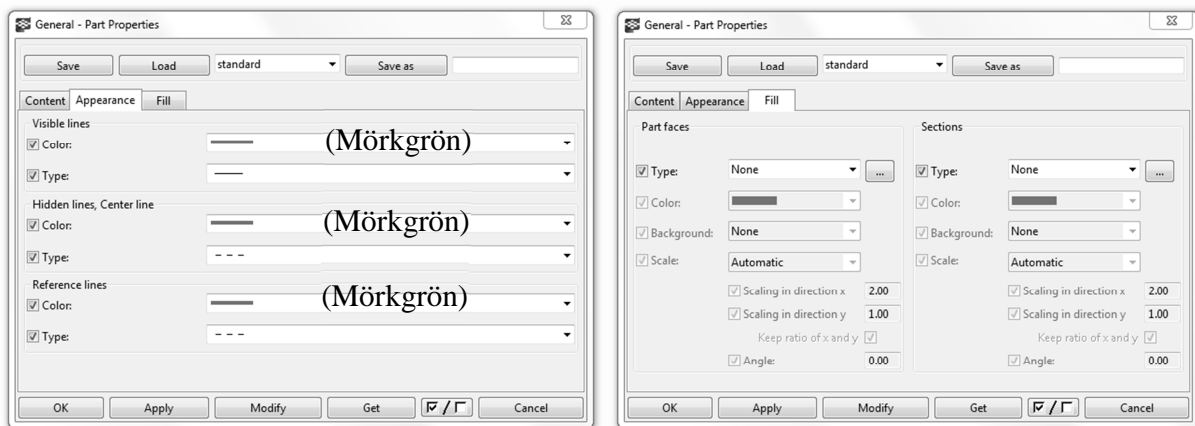 General - Part Properties
Save Load standard Save as
Content Appearance Fill
Visible lines
Color: (Mörkgrön)
Type:
Hidden lines, Center line
Color: (Mörkgrön)
Type:
Reference lines
Color: (Mörkgrön)
Type:
OK Apply Modify Get Cancel
General - Part Properties
Save Load standard Save as
Content Appearance Fill
Part faces Sections
Type: None ... Type: None ...
Color: Color:
Background: None Background: None
Scale: Automatic Scale: Automatic
Scaling in direction x 2.00 Scaling in direction x 2.00
Scaling in direction y 1.00 Scaling in direction y 1.00
Keep ratio of x and y Keep ratio of x and y
Angle: 0.00 Angle: 0.00
OK Apply Modify Get Cancel